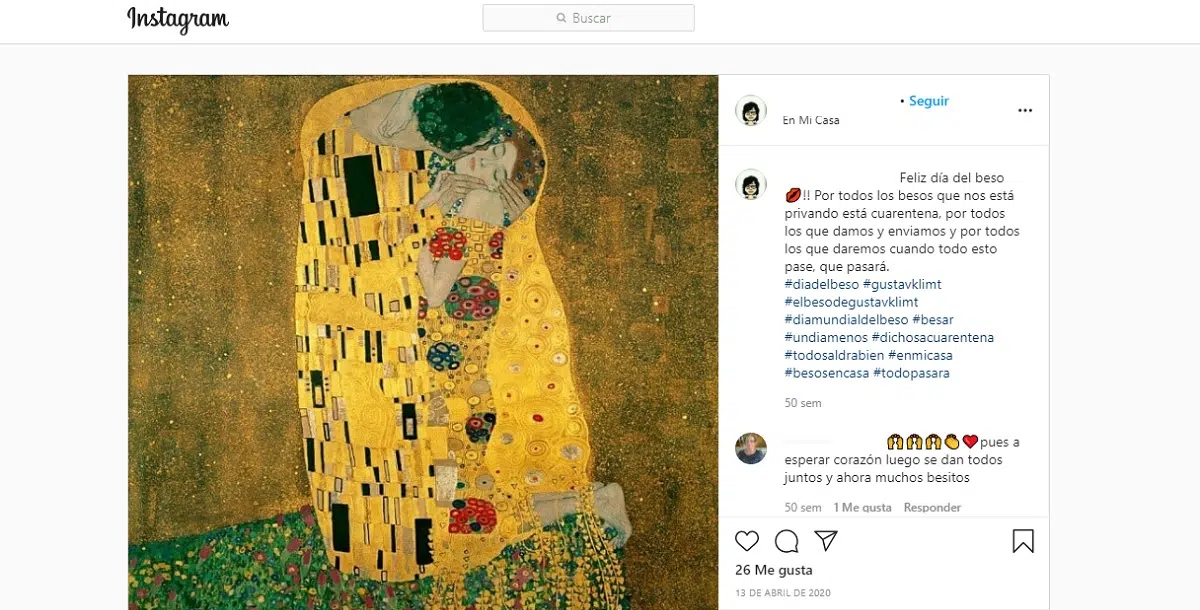 Instagram
Buscar
• Seguir
En Mi Casa
Feliz día del beso
!! Por todos los besos que nos está
privando está cuarentena, por todos
los que damos y enviamos y por todos
los que daremos cuando todo esto
pase, que pasará.
#diadelbeso #gustavklimt
#elbesodegustavklimt
#diamundialdelbeso #besar
#undiamenos #dichosacuarentena
#todosaldrabien #enmicasa
#besosencasa #todopasara
50 sem
pues a
esperar corazón luego se dan todos
juntos y ahora muchos besitos
50 sem 1 Me gusta Responder
26 Me gusta
13 DE ABRIL DE 2020